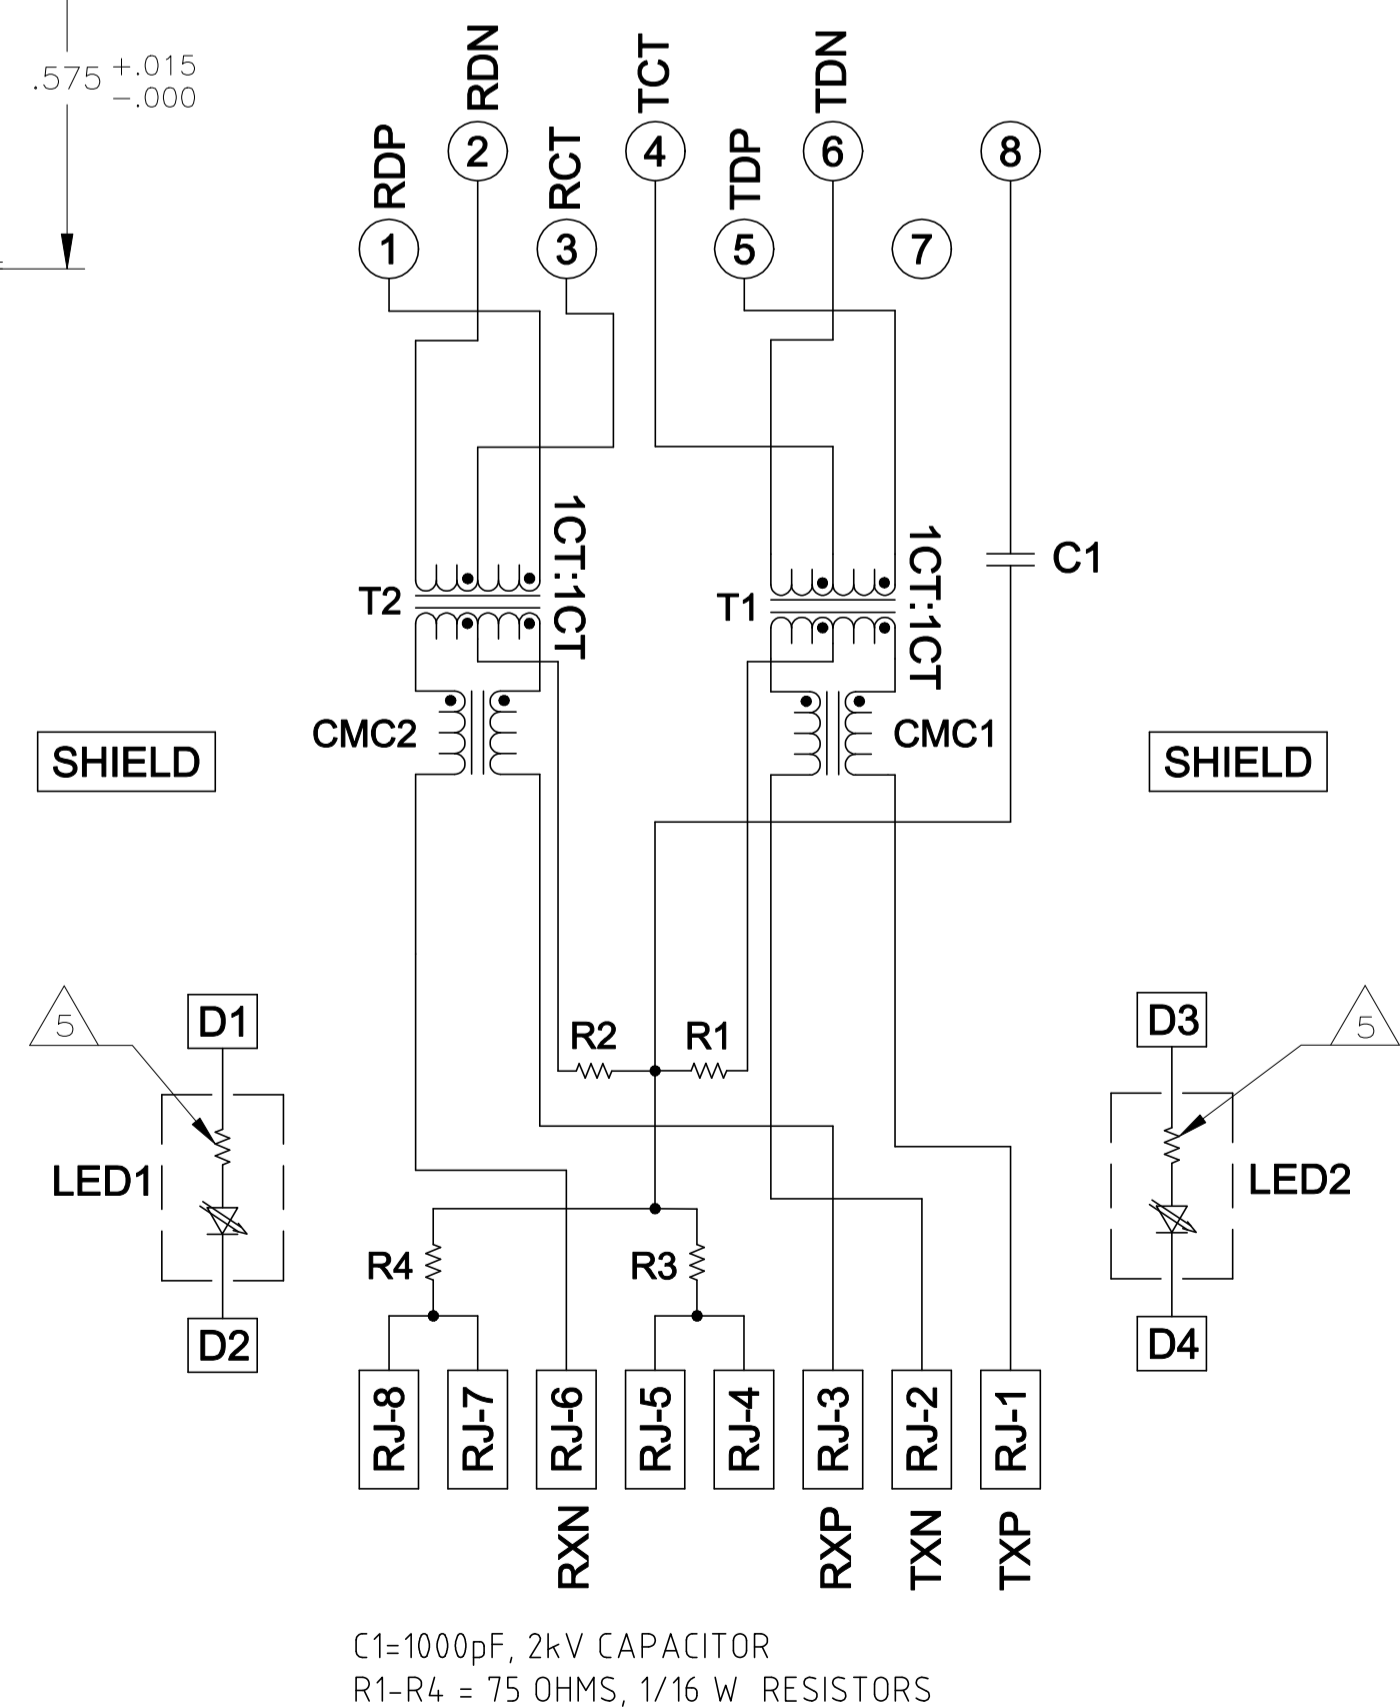 .575 +.015
-.000
RDN
TCT
TDN
RDP
2
RCT
4
TDP
6
8
1
3
5
7
1CT:1CT
1CT:1CT
C1
T2
T1
CMC2
CMC1
SHIELD
SHIELD
5
D1
R2
R1
D3
5
LED1
LED2
R4
R3
D2
D4
RJ-8
RJ-7
RJ-6
RJ-5
RJ-4
RJ-3
RJ-2
RJ-1
RXN
RXP
TXN
TXP
C1=1000pF, 2kV CAPACITOR
R1-R4 = 75 OHMS, 1/16 W RESISTORS